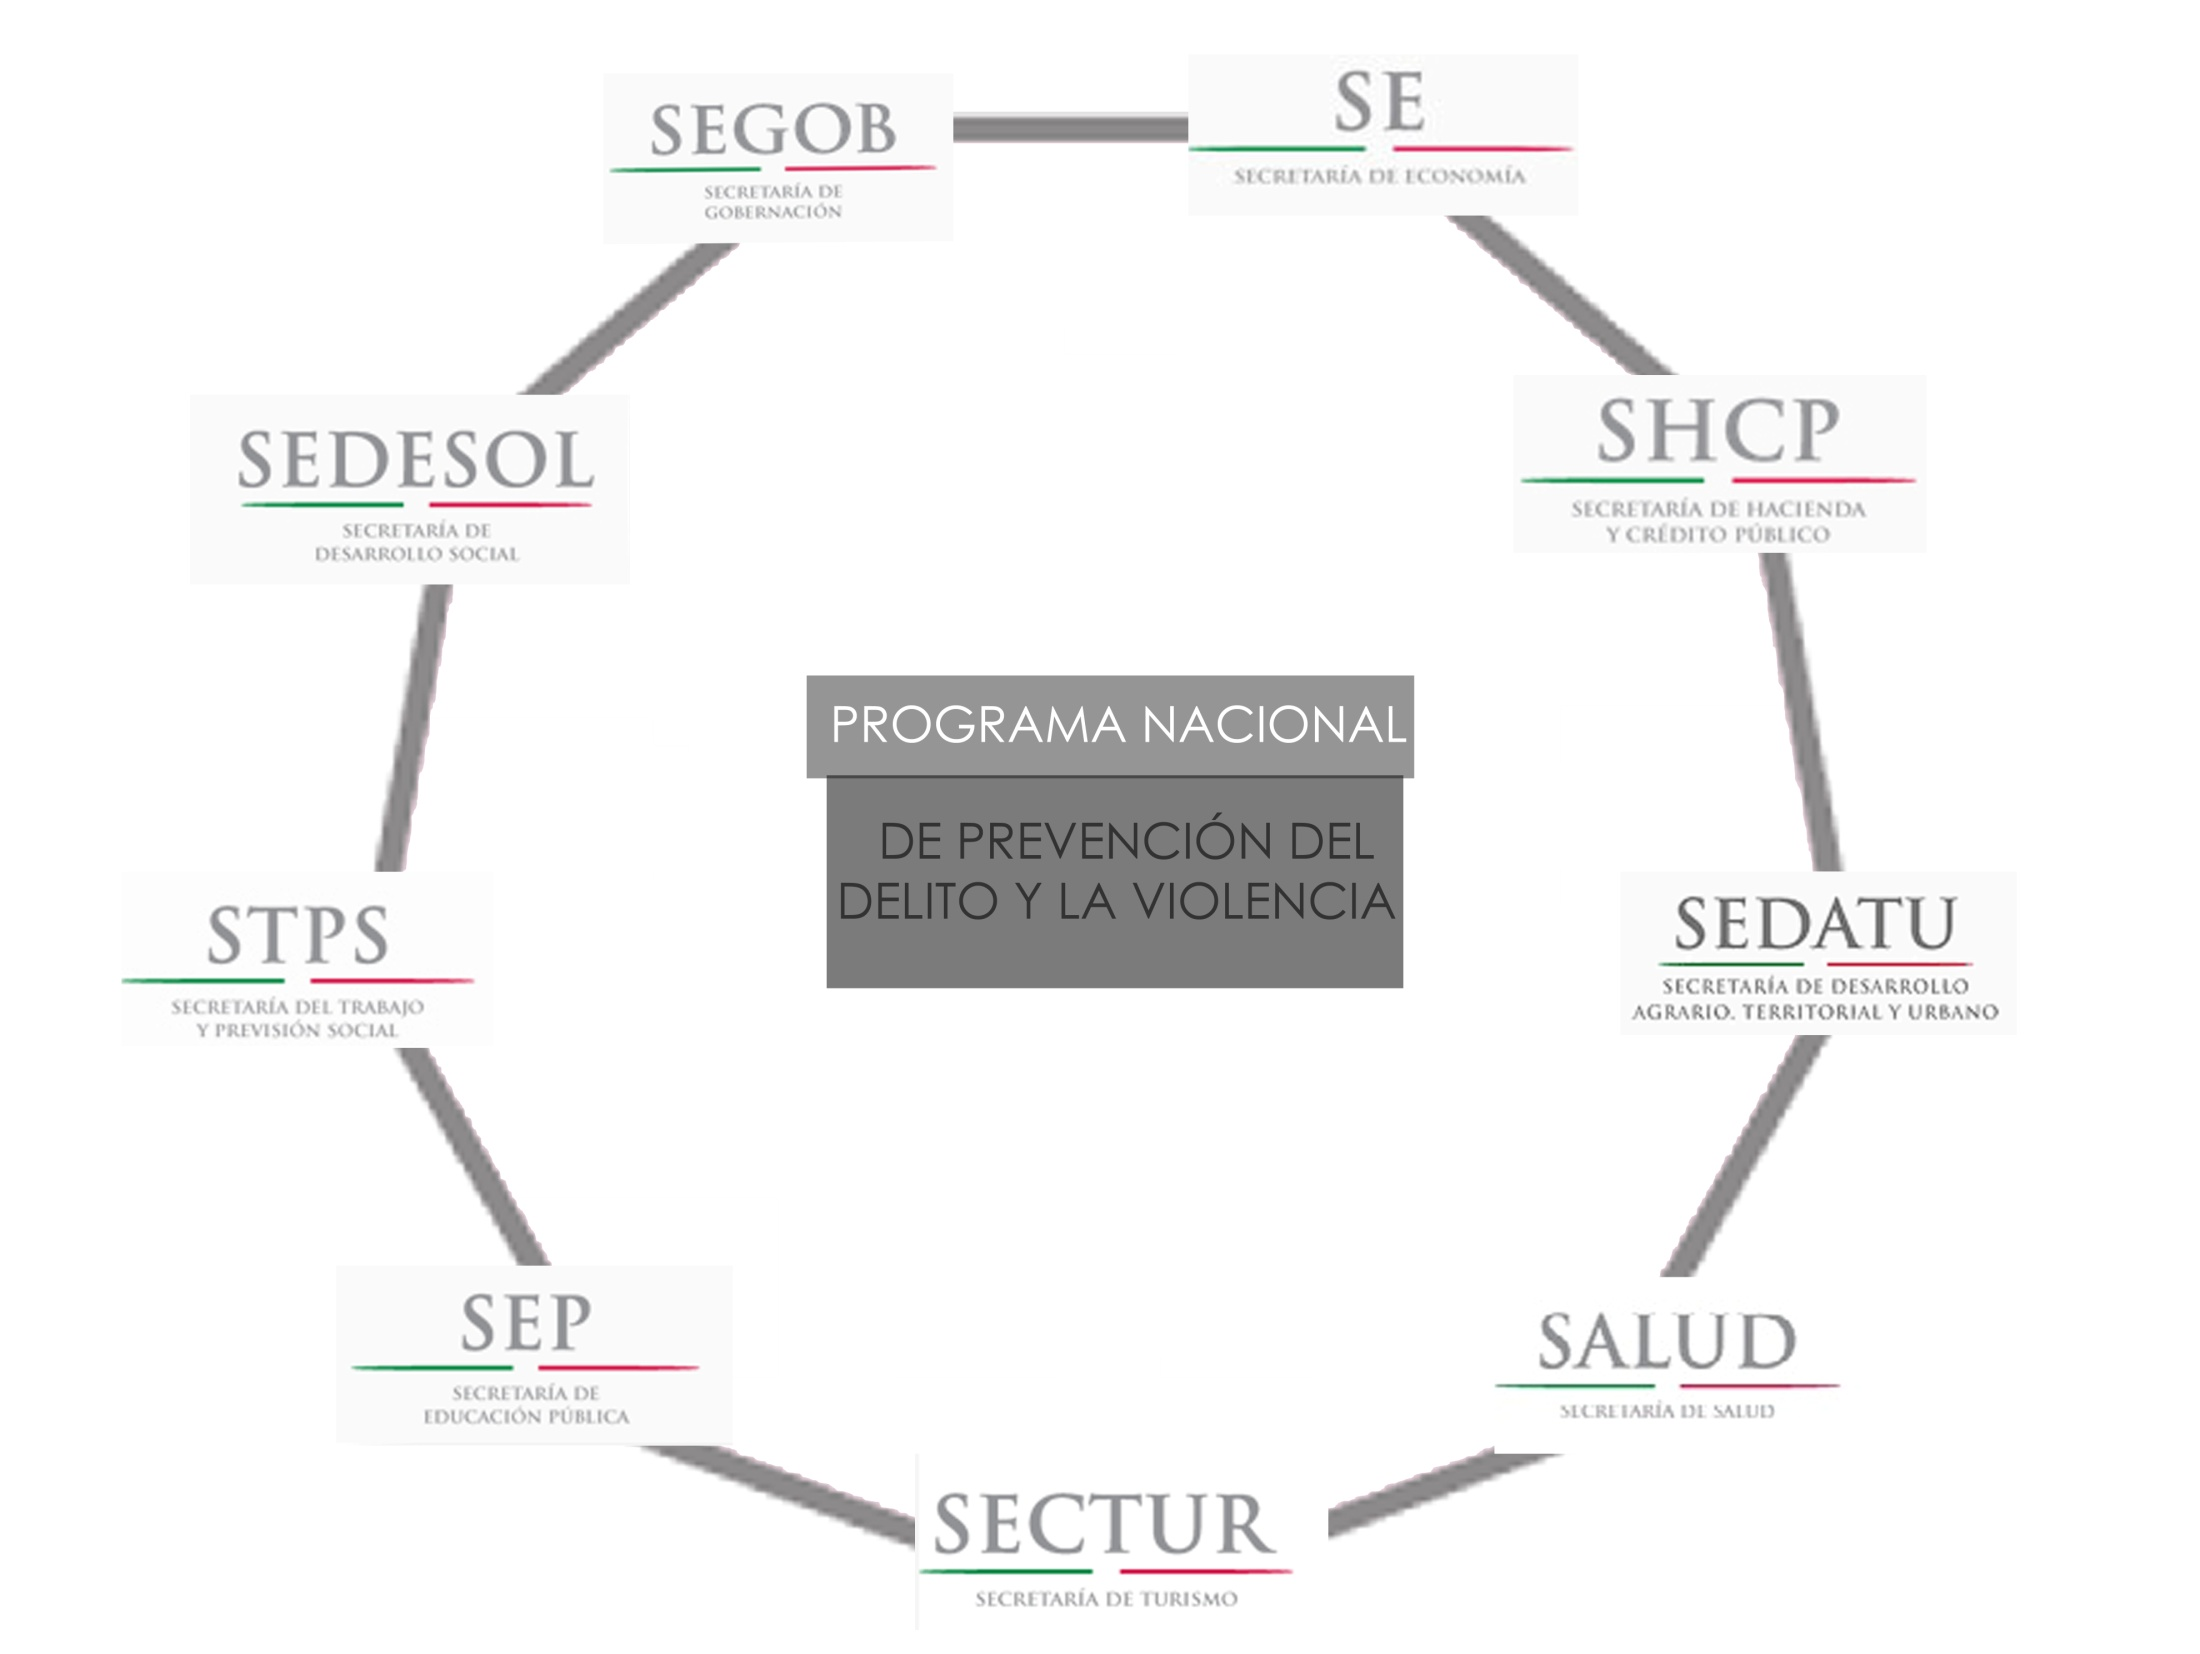 SEGOB
SECRETARÍA DE
GOBERNACIÓN
SE
SECRETARÍA DE ECONOMÍA
SEDESOL
SECRETARÍA DE
DESARROLLO SOCIAL
SHCP
SECRETARÍA DE HACIENDA
Y CRÉDITO PÚBLICO
PROGRAMA NACIONAL
DE PREVENCIÓN DEL
DELITO Y LA VIOLENCIA
STPS
SECRETARÍA DEL TRABAJO
Y PREVISIÓN SOCIAL
SEDATU
SECRETARÍA DE DESARROLLO
AGRARIO, TERRITORIAL Y URBANO
SEP
SECRETARÍA DE
EDUCACIÓN PÚBLICA
SALUD
SECRETARÍA DE SALUD
SECTUR
SECRETARÍA DE TURISMO